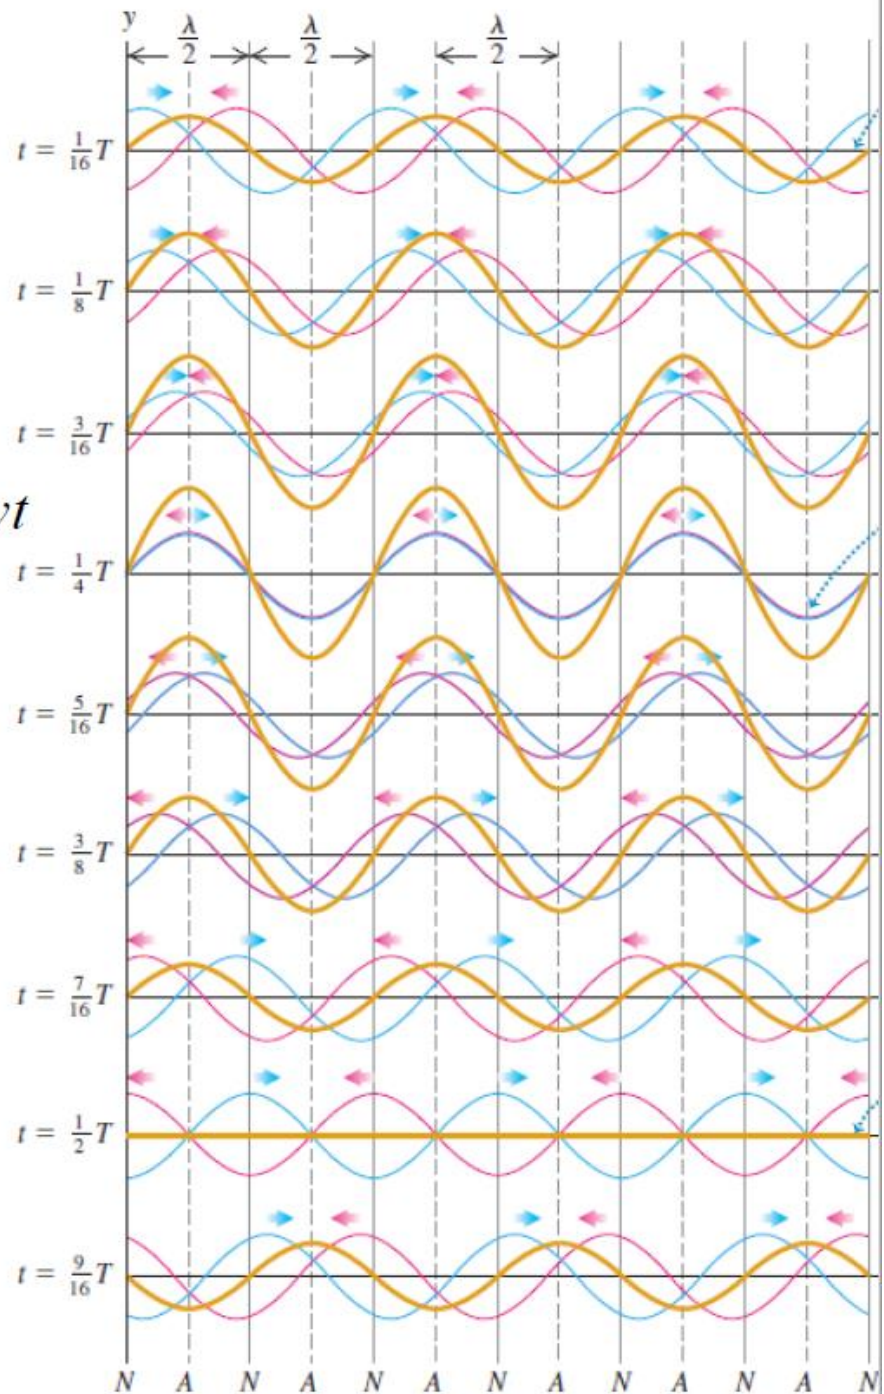 y
λ/2 λ/2 λ/2
t = 1/16 T
t = 1/8 T
t = 3/16 T
t = 1/4 T
t = 5/16 T
t = 3/8 T
t = 7/16 T
t = 1/2 T
t = 9/16 T
N A N A N A N A N A N A N